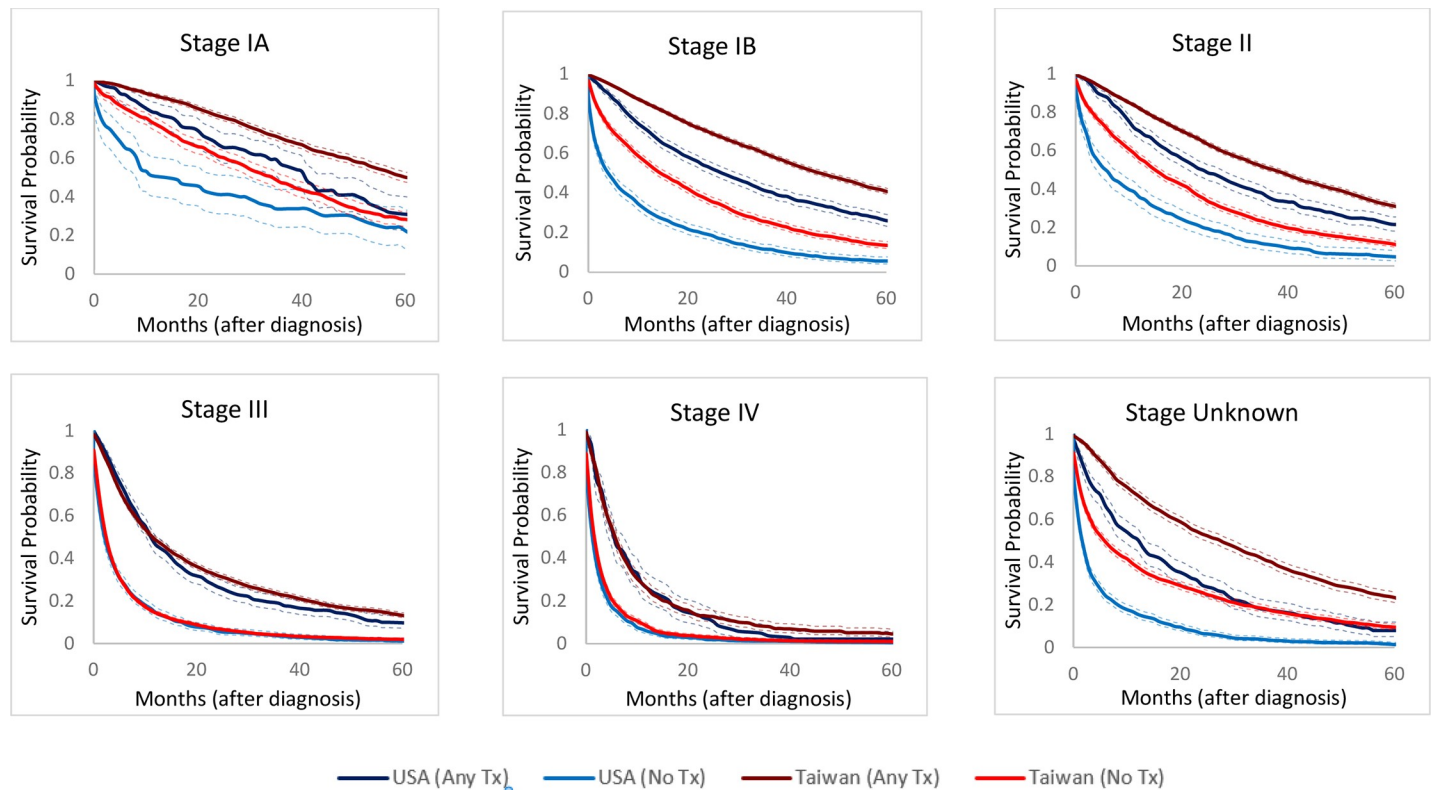 Stage IA
Survival Probability
1
0.8
0.6
0.4
0.2
0
0 20 40 60
Months (after diagnosis)
Stage IB
Survival Probability
1
0.8
0.6
0.4
0.2
0
0 20 40 60
Months (after diagnosis)
Stage II
Survival Probability
1
0.8
0.6
0.4
0.2
0
0 20 40 60
Months (after diagnosis)
Stage III
Survival Probability
1
0.8
0.6
0.4
0.2
0
0 20 40 60
Months (after diagnosis)
Stage IV
Survival Probability
1
0.8
0.6
0.4
0.2
0
0 20 40 60
Months (after diagnosis)
Stage Unknown
Survival Probability
1
0.8
0.6
0.4
0.2
0
0 20 40 60
Months (after diagnosis)
USA (Any Tx) USA (No Tx) Taiwan (Any Tx) Taiwan (No Tx)